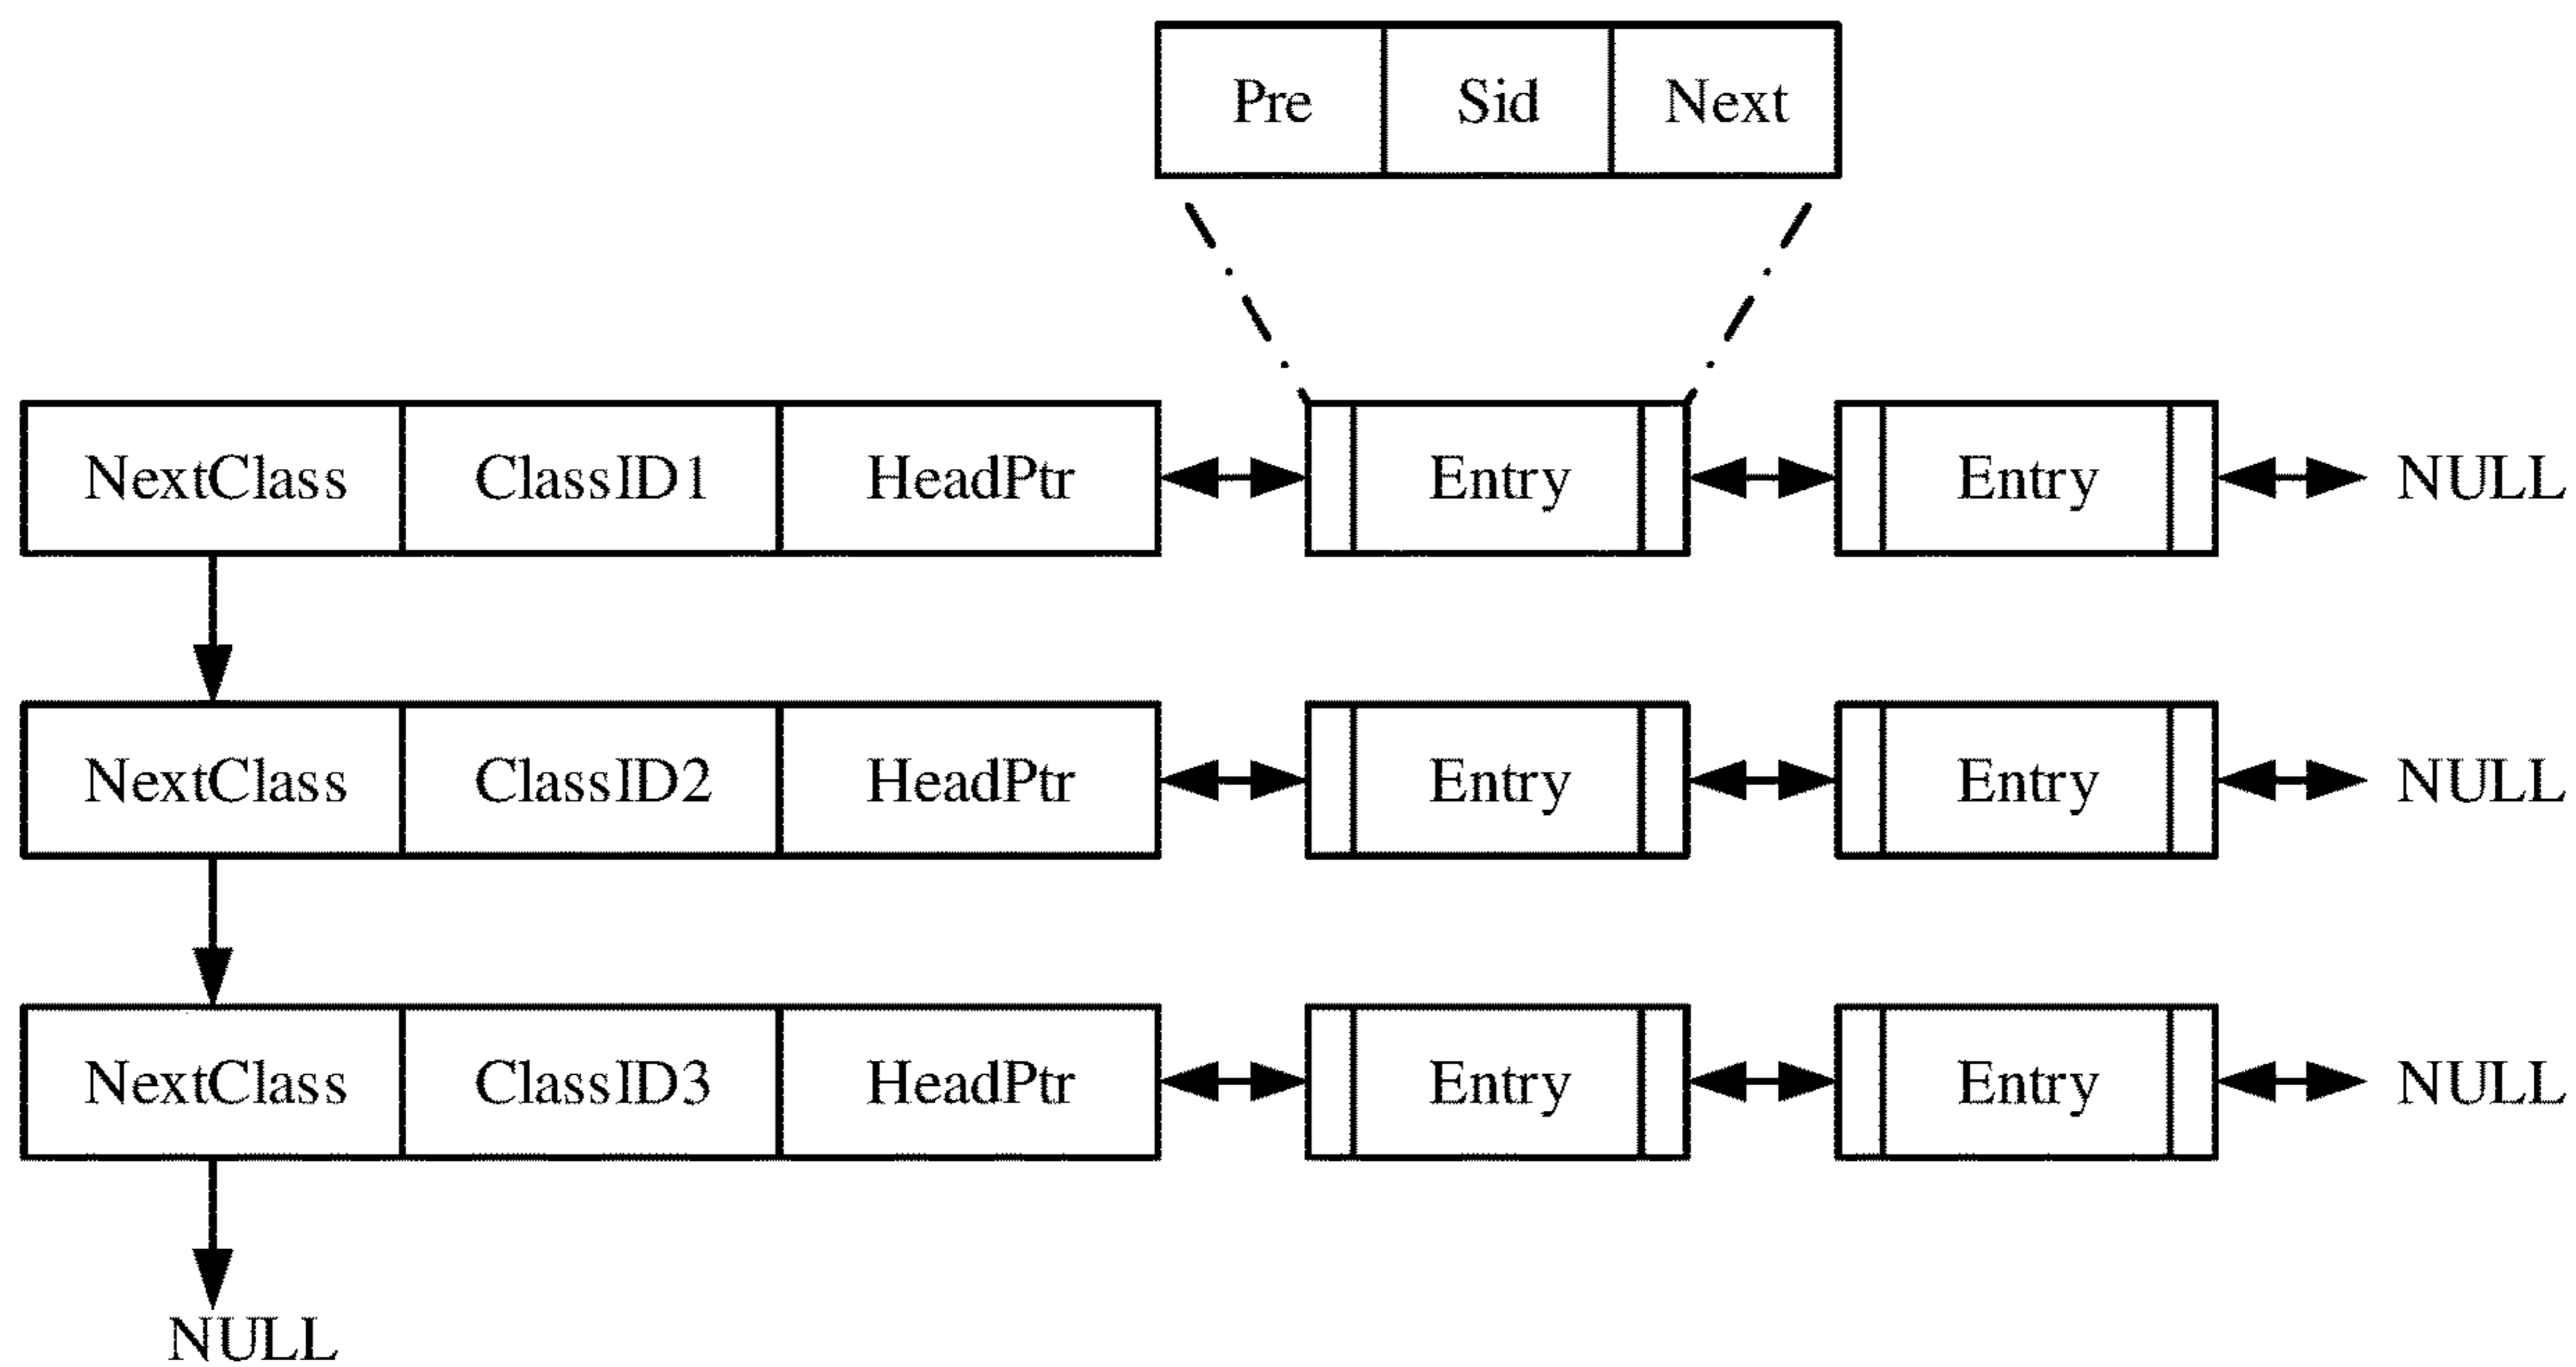 Pre Sid Next
NextClass ClassID1 HeadPtr Entry Entry NULL
NextClass ClassID2 HeadPtr Entry Entry NULL
NextClass ClassID3 HeadPtr Entry Entry NULL
NULL